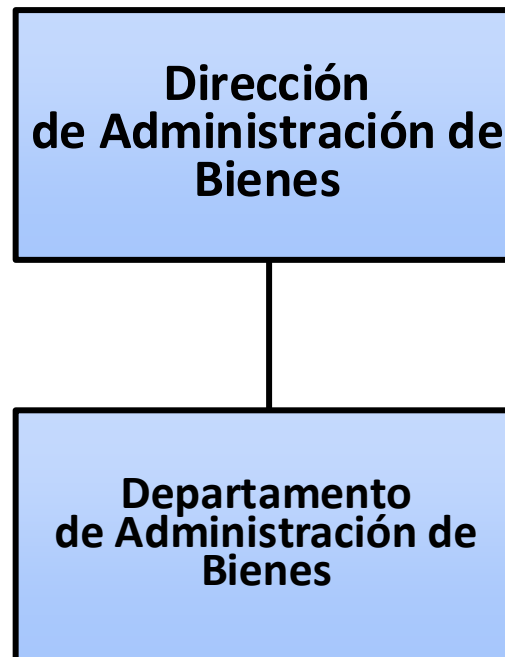 Dirección
de Administración de
Bienes
Departamento
de Administración de
Bienes